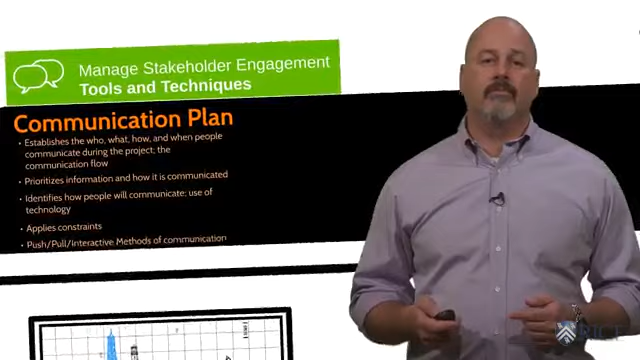 Manage Stakeholder Engagement
Tools and Techniques
Communication Plan
• Establishes the who, what, how, and when people
communicate during the project; the
communication flow
• Prioritizes information and how it is communicated
• Identifies how people will communicate: use of
technology
• Applies constraints
• Push/Pull/Interactive Methods of communication
RICE